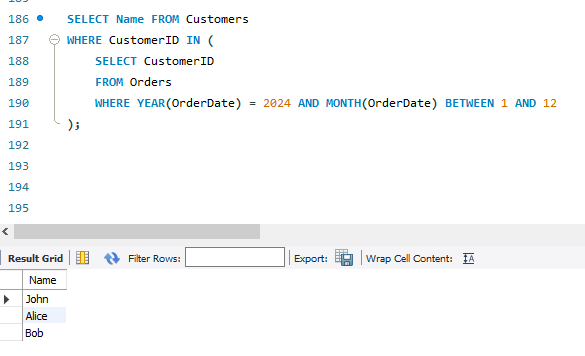 186 SELECT Name FROM Customers
187 WHERE CustomerID IN (
188 SELECT CustomerID
189 FROM Orders
190 WHERE YEAR(OrderDate) = 2024 AND MONTH(OrderDate) BETWEEN 1 AND 12
191 );
192
193
194
195
Result Grid Filter Rows: Export: Wrap Cell Content:
Name
John
Alice
Bob